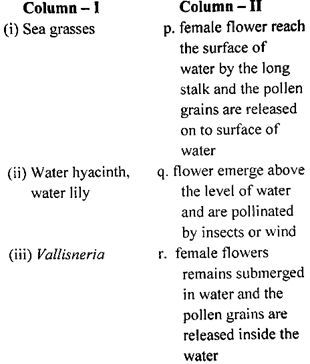 Column – I Column – II
(i) Sea grasses p. female flower reach
the surface of
water by the long
stalk and the pollen
grains are released
on to surface of
water
(ii) Water hyacinth, q. flower emerge above
water lily the level of water
and are pollinated
by insects or wind
(iii) Vallisneria r. female flowers
remains submerged
in water and the
pollen grains are
released inside the
water